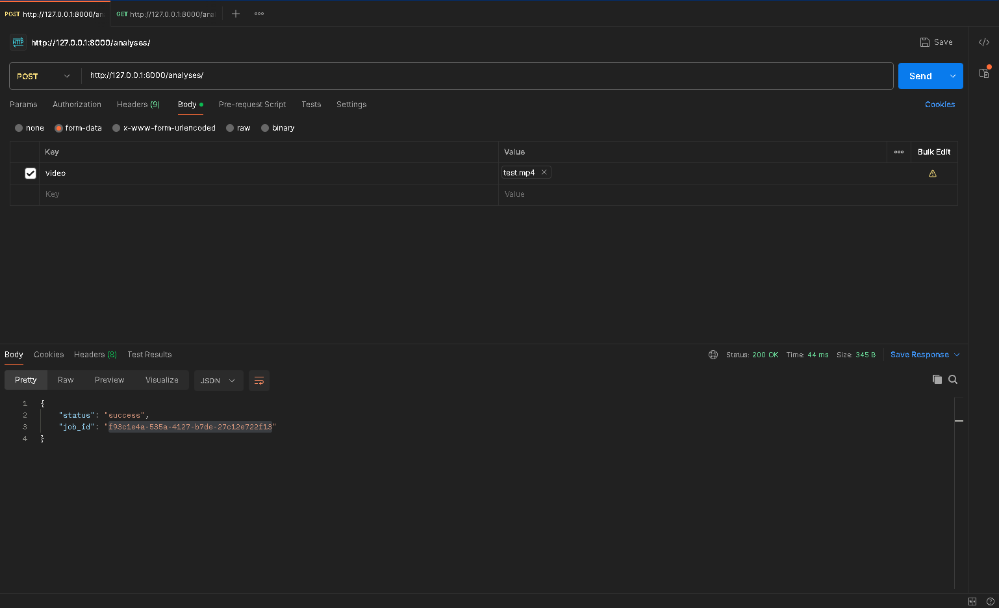 POST http://127.0.0.1:8000/an
GET http://127.0.0.1:8000/anal
HTTP http://127.0.0.1:8000/analyses/
Save
POST http://127.0.0.1:8000/analyses/
Send
Params Authorization Headers (9) Body Pre-request Script Tests Settings
Cookies
none form-data x-www-form-urlencoded raw binary
Key Value Bulk Edit
video test.mp4
Key Value
Body Cookies Headers (8) Test Results
Status: 200 OK Time: 44 ms Size: 345 B Save Response
Pretty Raw Preview Visualize JSON
1 {
2 "status": "success",
3 "job_id": "f93c1e4a-535a-4127-b7de-27c12e722f13"
4 }